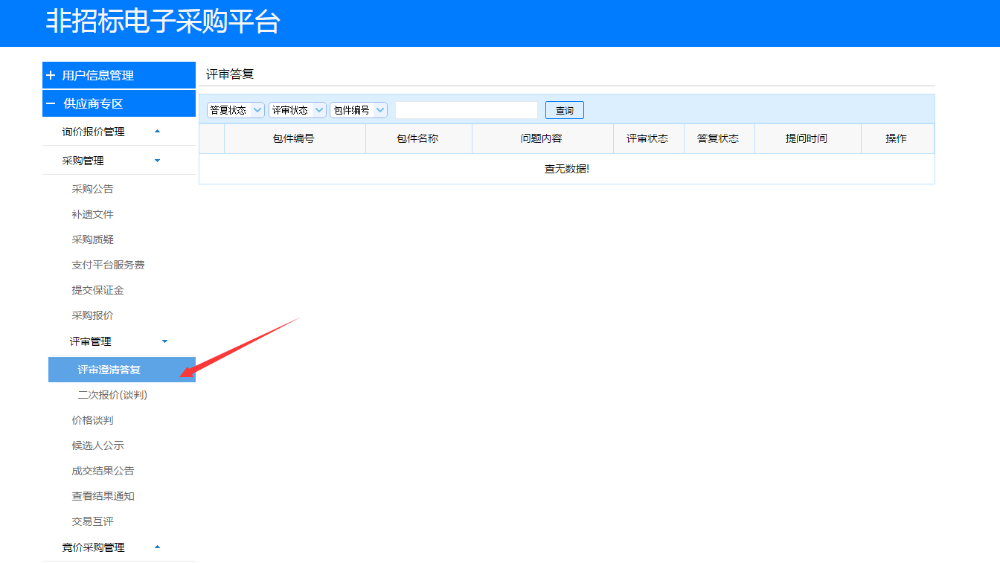 非招标电子采购平台
用户信息管理
供应商专区
询价报价管理
采购管理
采购公告
补遗文件
采购质疑
支付平台服务费
提交保证金
采购报价
评审管理
评审澄清答复
二次报价(谈判)
价格谈判
候选人公示
成交结果公告
查看结果通知
交易互评
竞价采购管理
评审答复
答复状态 评审状态 包件编号 查询
包件编号 包件名称 问题内容 评审状态 答复状态 提问时间 操作
查无数据!